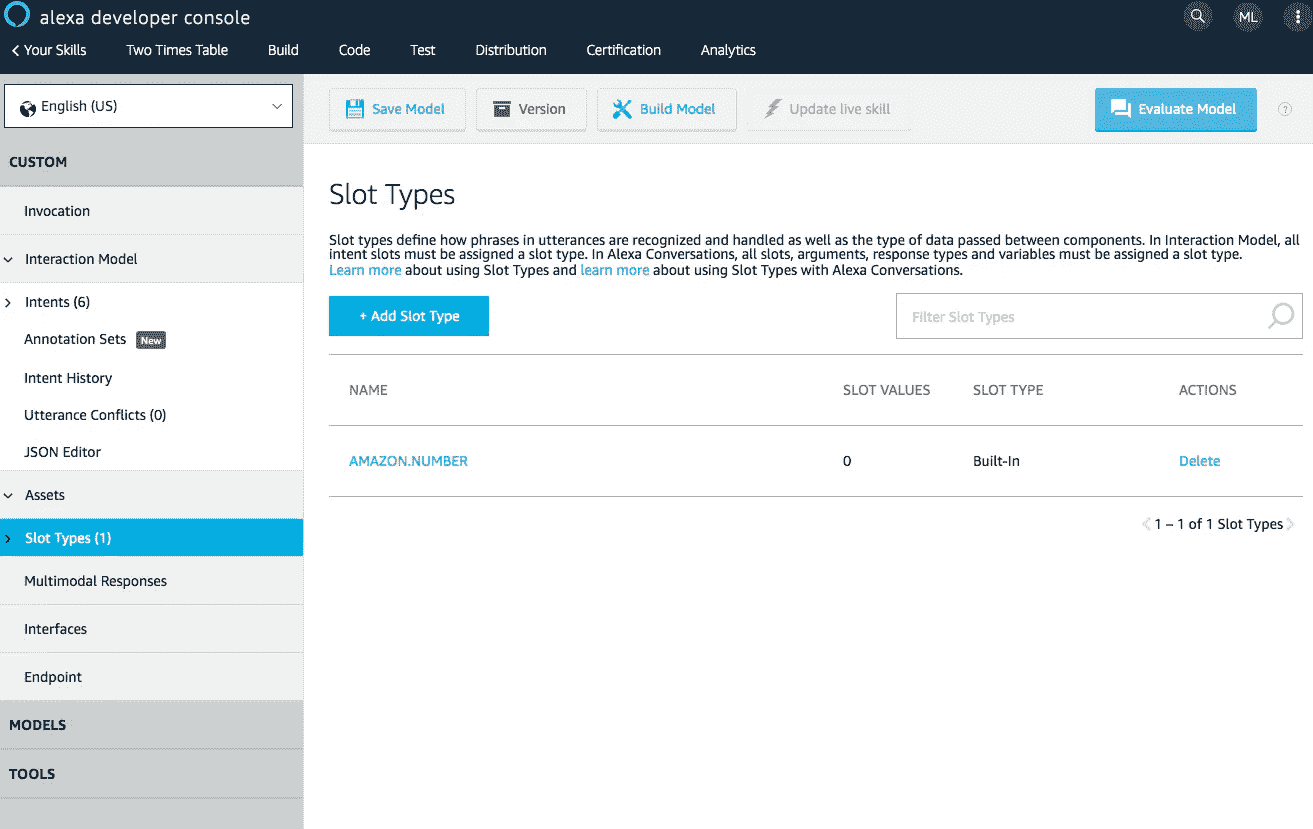 alexa developer console
ML
Your Skills
Two Times Table
Build
Code
Test
Distribution
Certification
Analytics
English (US)
Save Model
Version
Build Model
Update live skill
Evaluate Model
?
CUSTOM
Invocation
Interaction Model
Intents (6)
Annotation Sets New
Intent History
Utterance Conflicts (0)
JSON Editor
Assets
Slot Types (1)
Multimodal Responses
Interfaces
Endpoint
MODELS
TOOLS
Slot Types
Slot types define how phrases in utterances are recognized and handled as well as the type of data passed between components. In Interaction Model, all
intent slots must be assigned a slot type. In Alexa Conversations, all slots, arguments, response types and variables must be assigned a slot type.
Learn more about using Slot Types and learn more about using Slot Types with Alexa Conversations.
+ Add Slot Type
Filter Slot Types
NAME SLOT VALUES SLOT TYPE ACTIONS
AMAZON.NUMBER 0 Built-In Delete
1 – 1 of 1 Slot Types